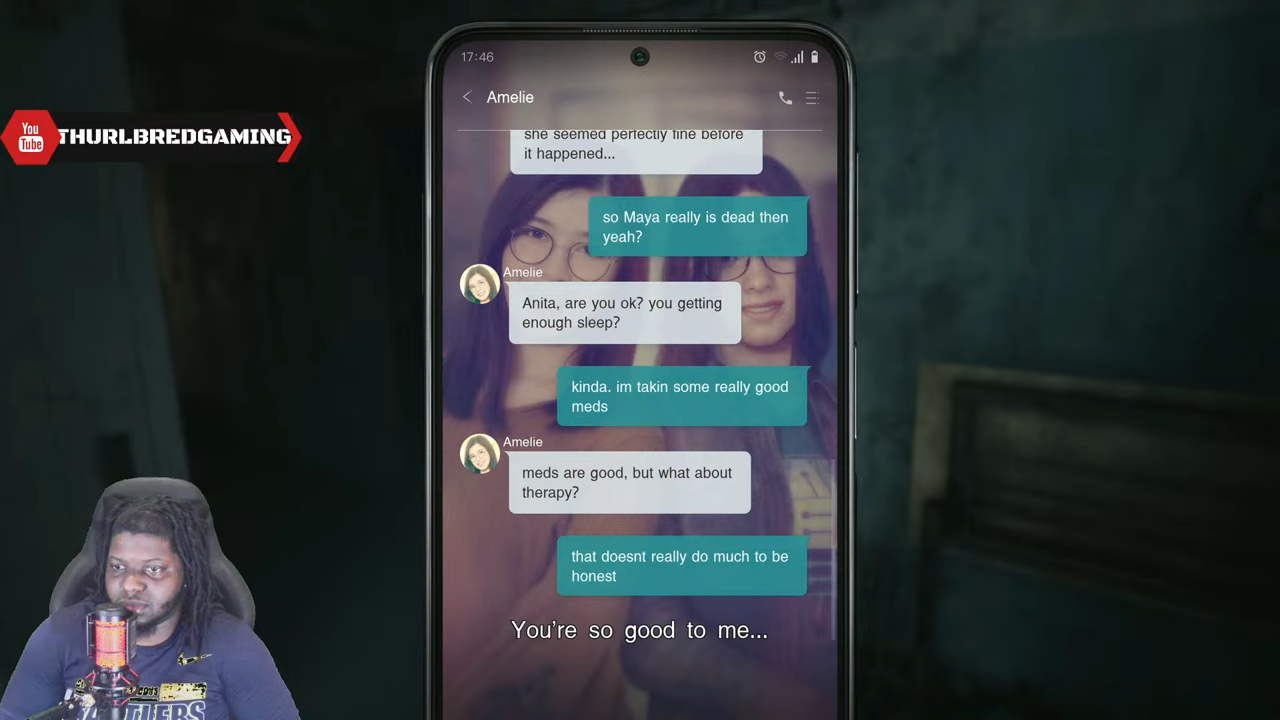 17:46
Amelie
You
Tube
THURLBREDGAMING
she seemed perfectly fine before
it happened...
so Maya really is dead then
yeah?
Amelie
Anita, are you ok? you getting
enough sleep?
kinda. im takin some really good
meds
Amelie
meds are good, but what about
therapy?
that doesnt really do much to be
honest
You're so good to me...